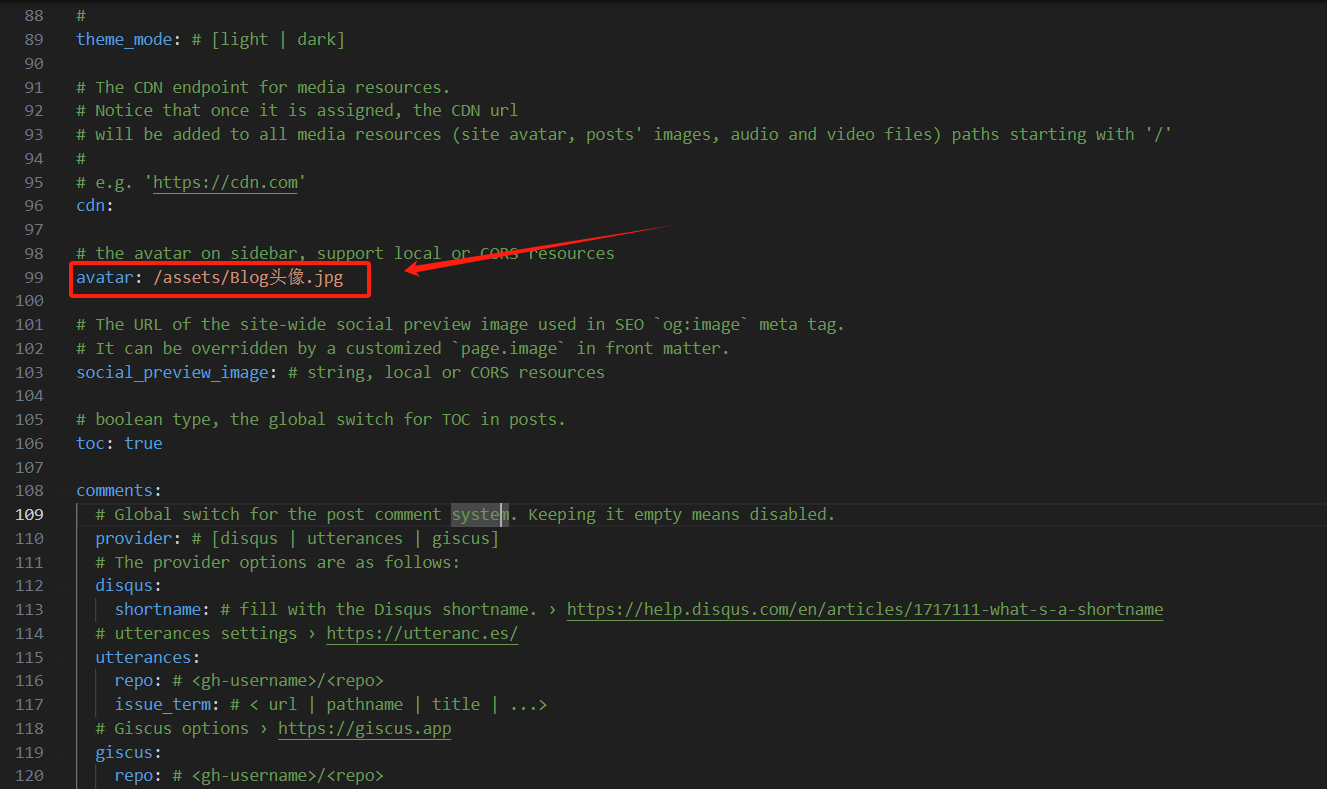 88 #
89 theme_mode: # [light | dark]
90
91 # The CDN endpoint for media resources.
92 # Notice that once it is assigned, the CDN url
93 # will be added to all media resources (site avatar, posts' images, audio and video files) paths starting with '/'
94 #
95 # e.g. 'https://cdn.com'
96 cdn:
97
98 # the avatar on sidebar, support local or CORS resources
99 avatar: /assets/Blog头像.jpg
100
101 # The URL of the site-wide social preview image used in SEO `og:image` meta tag.
102 # It can be overridden by a customized `page.image` in front matter.
103 social_preview_image: # string, local or CORS resources
104
105 # boolean type, the global switch for TOC in posts.
106 toc: true
107
108 comments:
109 # Global switch for the post comment system. Keeping it empty means disabled.
110 provider: # [disqus | utterances | giscus]
111 # The provider options are as follows:
112 disqus:
113 shortname: # fill with the Disqus shortname. › https://help.disqus.com/en/articles/1717111-what-s-a-shortname
114 # utterances settings › https://utteranc.es/
115 utterances:
116 repo: # <gh-username>/<repo>
117 issue_term: # < url | pathname | title | ...>
118 # Giscus options › https://giscus.app
119 giscus:
120 repo: # <gh-username>/<repo>